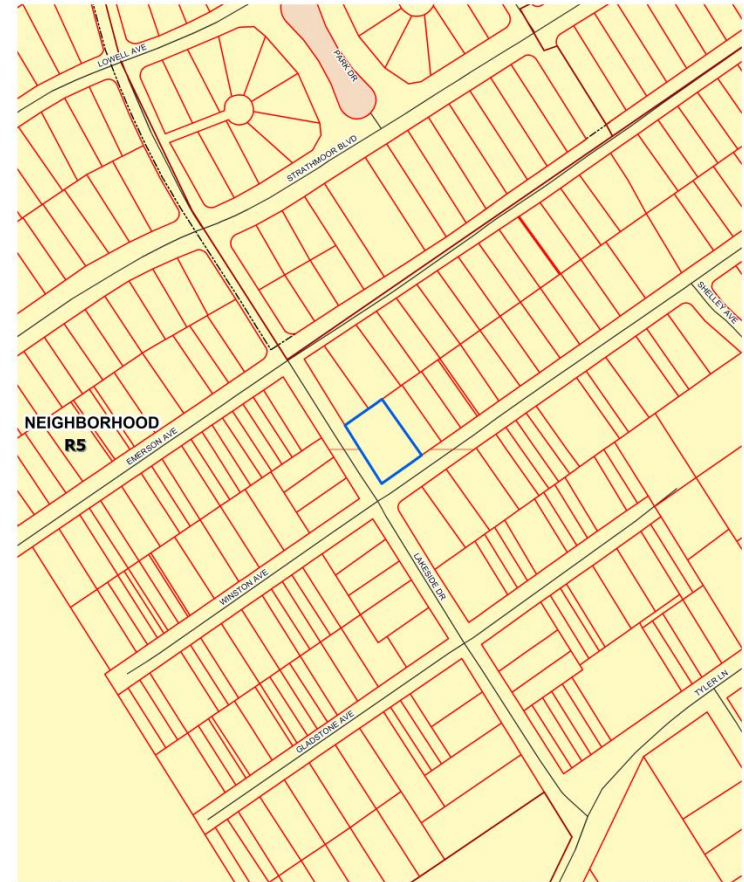 LOWELL AVE
PARK DR
STRATHMOOR BLVD
SHELLEY AVE
NEIGHBORHOOD
R5
EMERSON AVE
WINSTON AVE
LAKESIDE DR
TYLER LN
GLADSTONE AVE